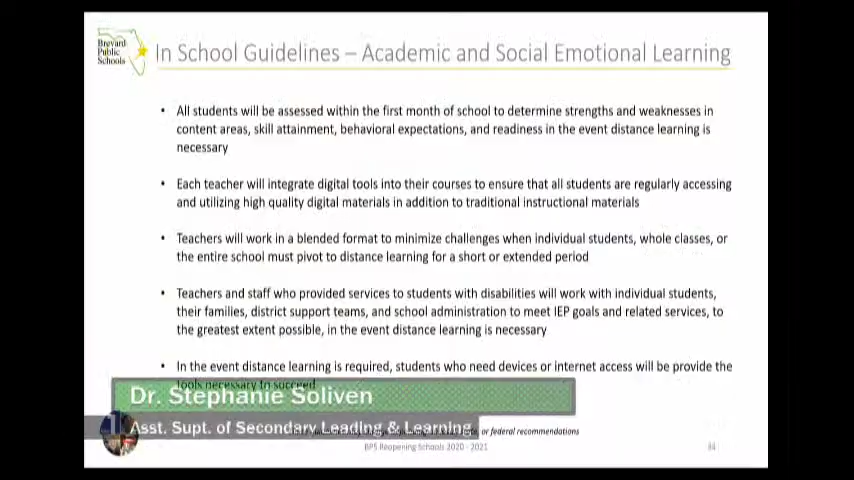 Brevard
Public
Schools
In School Guidelines – Academic and Social Emotional Learning
• All students will be assessed within the first month of school to determine strengths and weaknesses in
content areas, skill attainment, behavioral expectations, and readiness in the event distance learning is
necessary
• Each teacher will integrate digital tools into their courses to ensure that all students are regularly accessing
and utilizing high quality digital materials in addition to traditional instructional materials
• Teachers will work in a blended format to minimize challenges when individual students, whole classes, or
the entire school must pivot to distance learning for a short or extended period
• Teachers and staff who provided services to students with disabilities will work with individual students,
their families, district support teams, and school administration to meet IEP goals and related services, to
the greatest extent possible, in the event distance learning is necessary
• In the event distance learning is required, students who need devices or internet access will be provide the
tools necessary to succeed
Dr. Stephanie Soliven
Asst. Supt. of Secondary Leading & Learning
or federal recommendations
BPS Reopening Schools 2020 - 2021